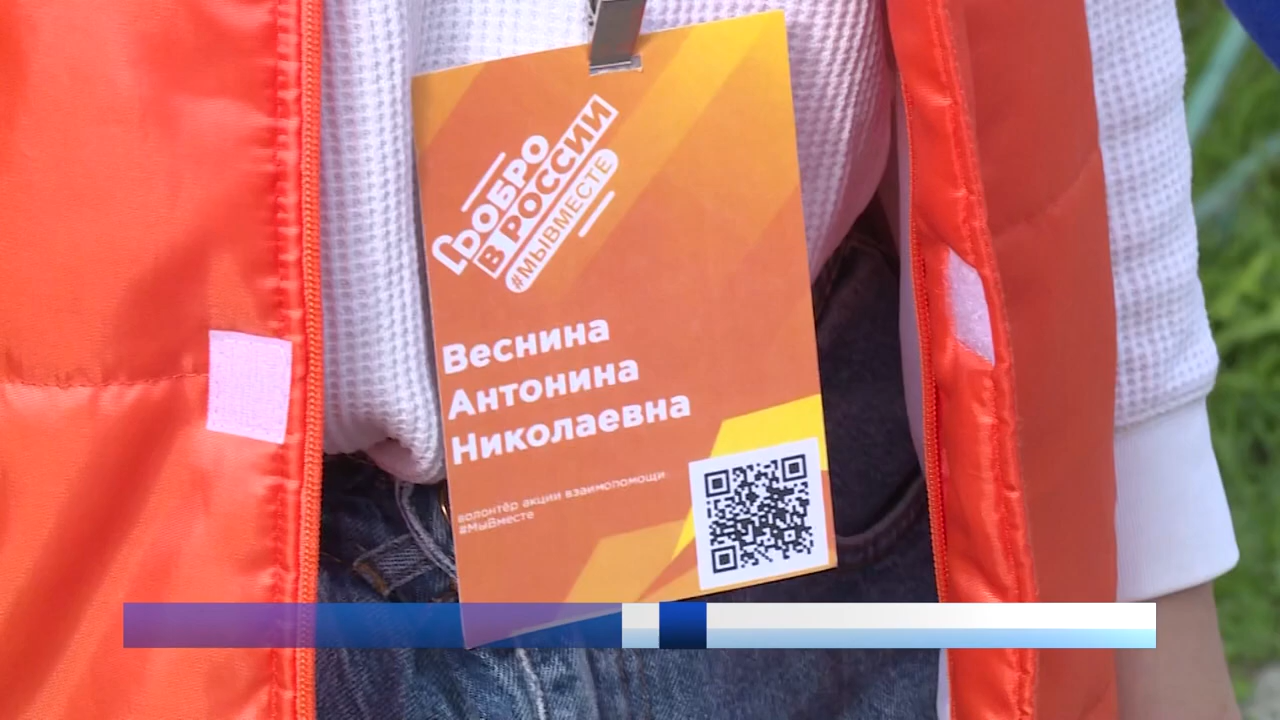 ДОБРО
В РОССИИ
#МЫВМЕСТЕ
Веснина
Антонина
Николаевна
волонтёр акции взаимопомощи
#МыВместе